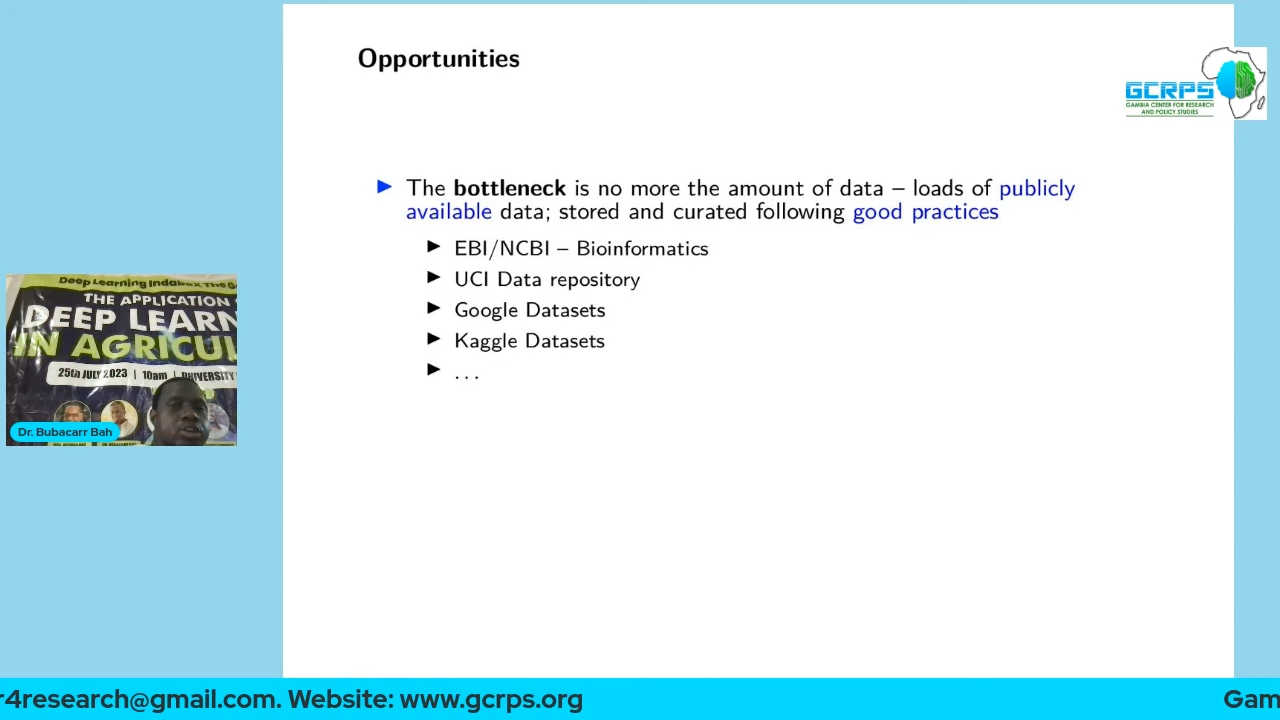 Opportunities
GCRPS
GAMBIA CENTER FOR RESEARCH
AND POLICY STUDIES
▶ The bottleneck is no more the amount of data – loads of publicly
available data; stored and curated following good practices
▶ EBI/NCBI – Bioinformatics
▶ UCI Data repository
▶ Google Datasets
▶ Kaggle Datasets
▶ . . .
Deep Learning
THE APPLICATION
DEEP LEARN
IN AGRICUL
25th JULY 2023 | 10am | UNIVERSITY
Dr. Bubacarr Bah
r4research@gmail.com. Website: www.gcrps.org
Gam